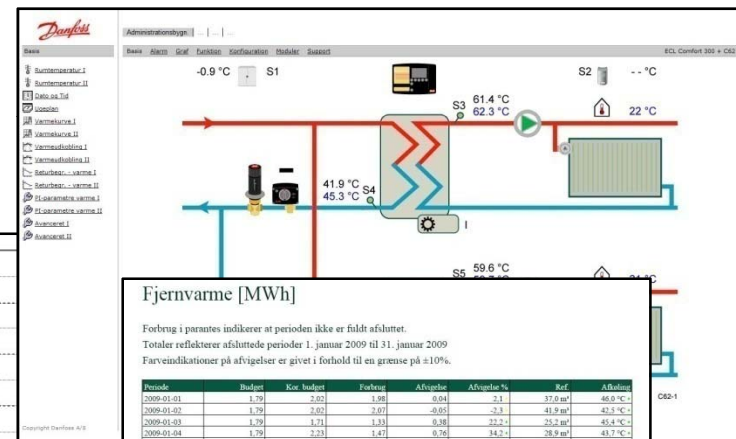 Danfoss
Administrationsbygn | ... | ... |
Basis
Basis Alarm Graf Funktion Konfiguration Moduler Support
ECL Comfort 300 + C62
Rumtemperatur I
Rumtemperatur II
Dato og Tid
Ugeplan
Varmekurve I
Varmekurve II
Varmeudkobling I
Varmeudkobling II
Returbegr. - varme I
Returbegr. - varme II
PI-parametre varme I
PI-parametre varme II
Avanceret I
Avanceret II
Copyright Danfoss A/S
-0.9 °C S1
S2 - - °C
S3 61.4 °C
62.3 °C
22 °C
41.9 °C S4
45.3 °C
I
S5 59.6 °C
C62-1
Fjernvarme [MWh]
Forbrug i parantes indikerer at perioden ikke er fuldt afsluttet.
Totaler reflekterer afsluttede perioder 1. januar 2009 til 31. januar 2009
Farveindikationer på afvigelser er givet i forhold til en grænse på ±10%.
Periode Budget Kor. budget Forbrug Afvigelse Afvigelse % Ref. Afkøling
2009-01-01 1,79 2,02 1,98 0,04 2,1 37,0 m³ 46,0 °C
2009-01-02 1,79 2,02 2,07 -0,05 -2,3 41,9 m³ 42,5 °C
2009-01-03 1,79 1,71 1,33 0,38 22,2 25,2 m³ 45,4 °C
2009-01-04 1,79 2,23 1,47 0,76 34,2 28,9 m³ 43,7 °C